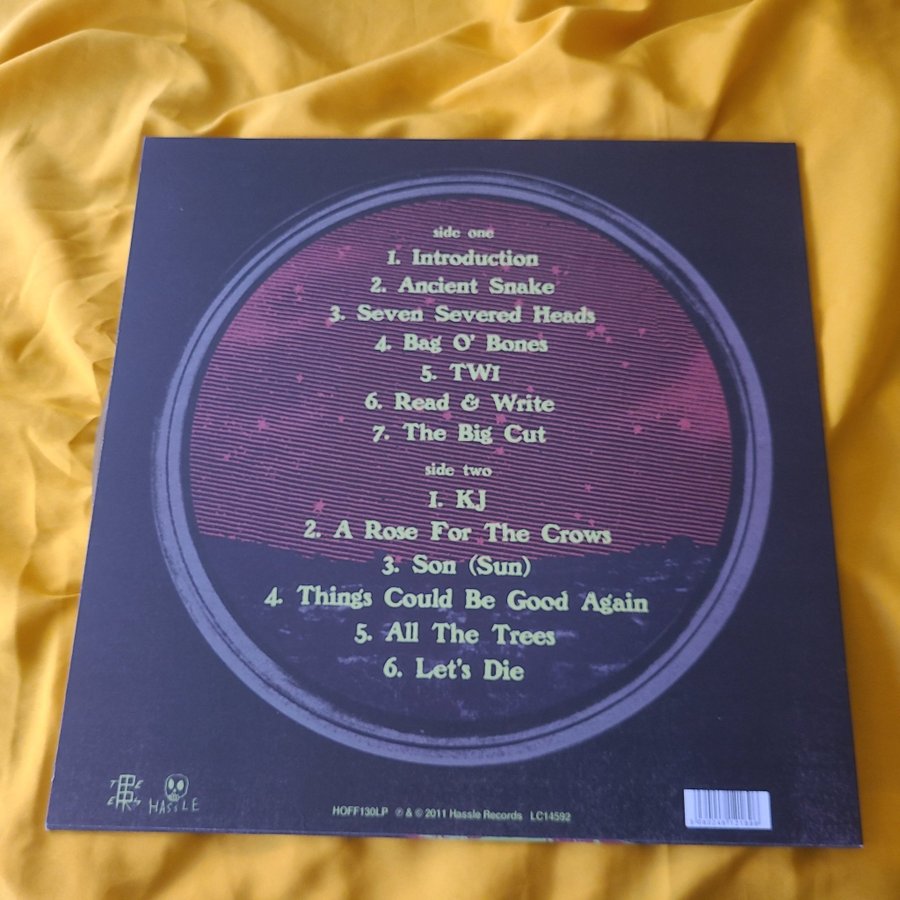 side one
1. Introduction
2. Ancient Snake
3. Seven Severed Heads
4. Bag O' Bones
5. TWI
6. Read & Write
7. The Big Cut
side two
1. KJ
2. A Rose For The Crows
3. Son (Sun)
4. Things Could Be Good Again
5. All The Trees
6. Let's Die
HASSLE
HOFF130LP ℗ & © 2011 Hassle Records LC14592